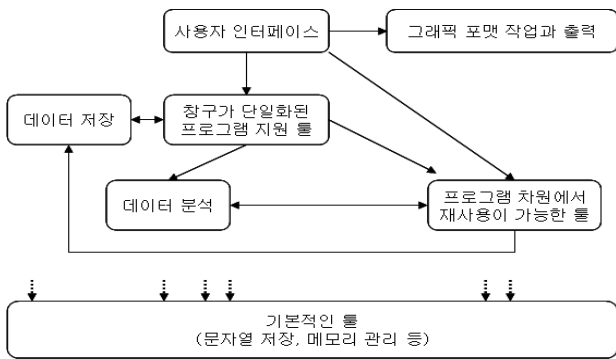 사용자 인터페이스
그래픽 포맷 작업과 출력
데이터 저장
창구가 단일화된
프로그램 지원 툴
데이터 분석
프로그램 차원에서
재사용이 가능한 툴
기본적인 툴
(문자열 저장, 메모리 관리 등)